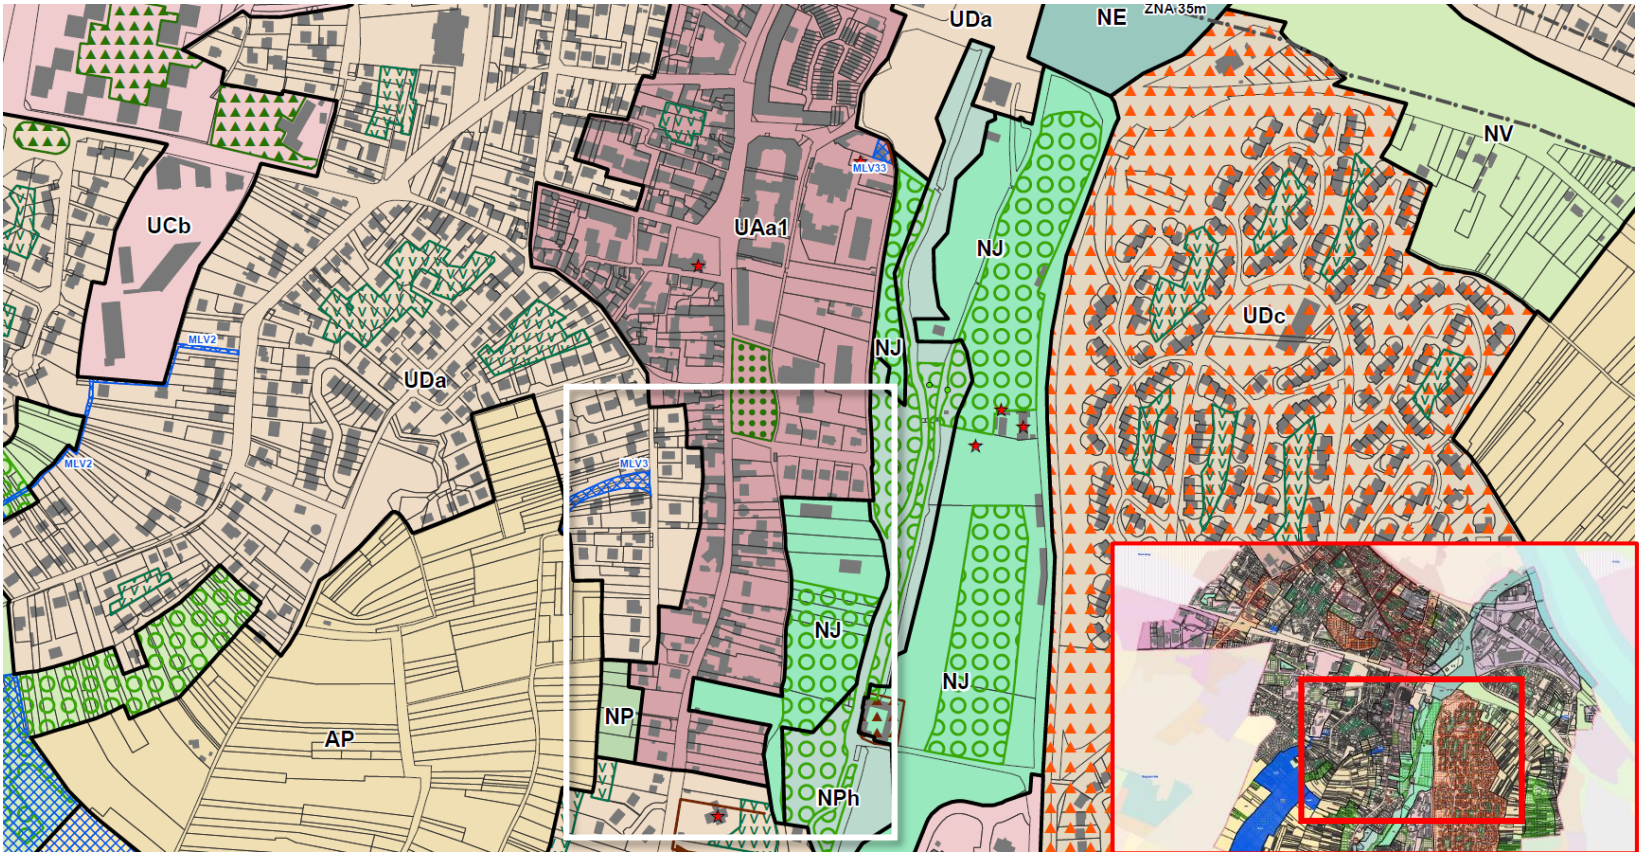 UDa
NE
ZNA 35m
NV
MLV33
UCb
UAa1
NJ
UDc
MLV2
NJ
UDa
MLV2
MLV3
NJ
NJ
NP
AP
NPh